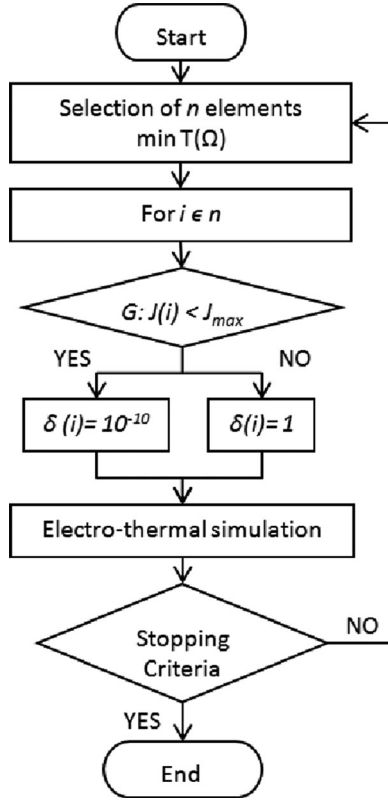 Start
Selection of n elements
min T(Ω)
For i ϵ n
G: J(i) < Jmax
YES
NO
δ (i)= 10⁻¹⁰
δ(i)= 1
Electro-thermal simulation
Stopping
Criteria
NO
YES
End